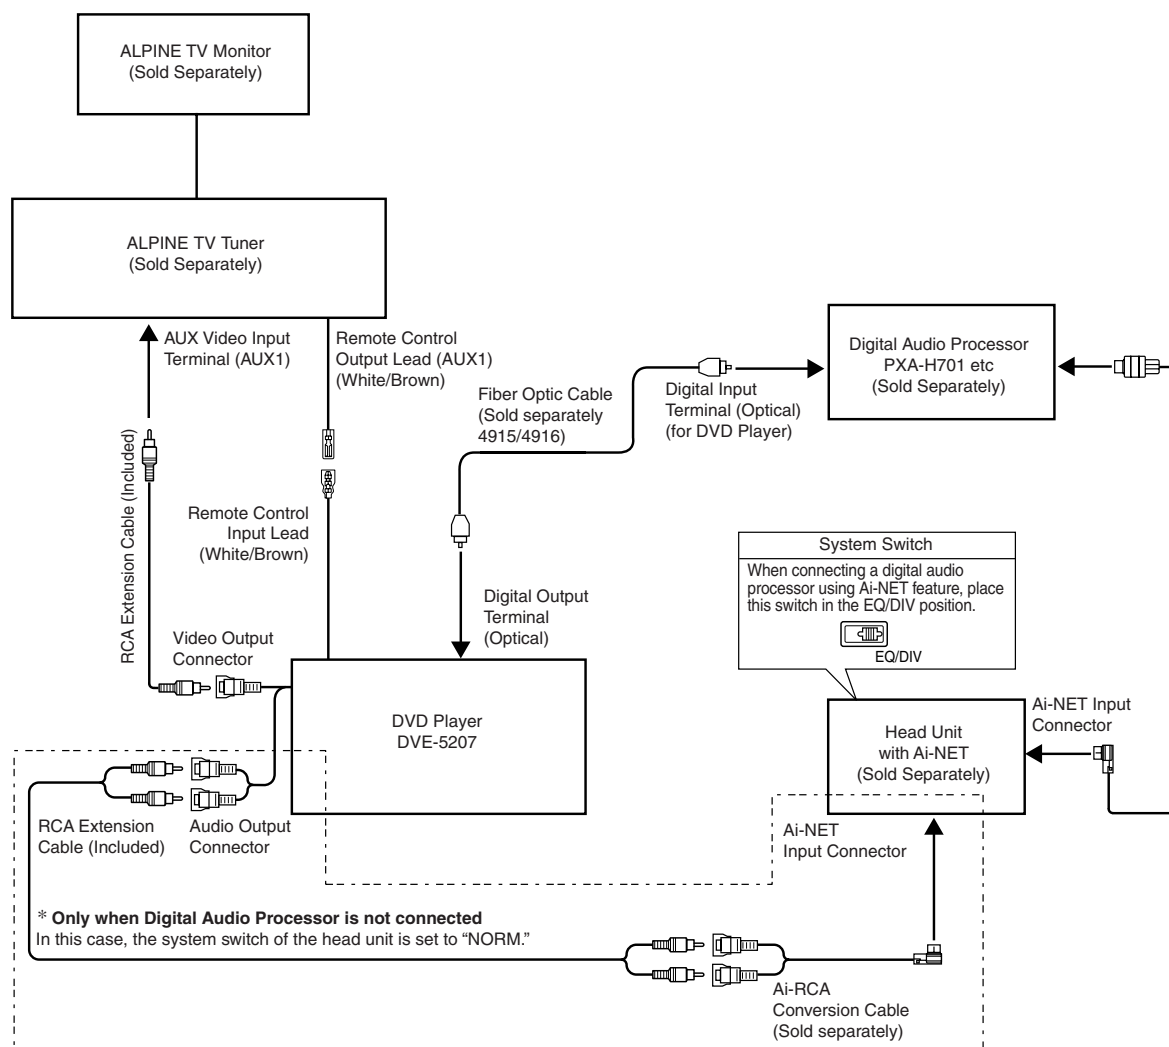 ALPINE TV Monitor
(Sold Separately)
ALPINE TV Tuner
(Sold Separately)
AUX Video Input
Terminal (AUX1)
Remote Control
Output Lead (AUX1)
(White/Brown)
Fiber Optic Cable
(Sold separately
4915/4916)
Digital Input
Terminal (Optical)
(for DVD Player)
Digital Audio Processor
PXA-H701 etc
(Sold Separately)
RCA Extension Cable (Included)
Remote Control
Input Lead
(White/Brown)
Digital Output
Terminal
(Optical)
System Switch
When connecting a digital audio
processor using Ai-NET feature, place
this switch in the EQ/DIV position.
EQ/DIV
Video Output
Connector
DVD Player
DVE-5207
Head Unit
with Ai-NET
(Sold Separately)
Ai-NET Input
Connector
RCA Extension
Cable (Included)
Audio Output
Connector
Ai-NET
Input Connector
* Only when Digital Audio Processor is not connected
In this case, the system switch of the head unit is set to “NORM.”
Ai-RCA
Conversion Cable
(Sold separately)